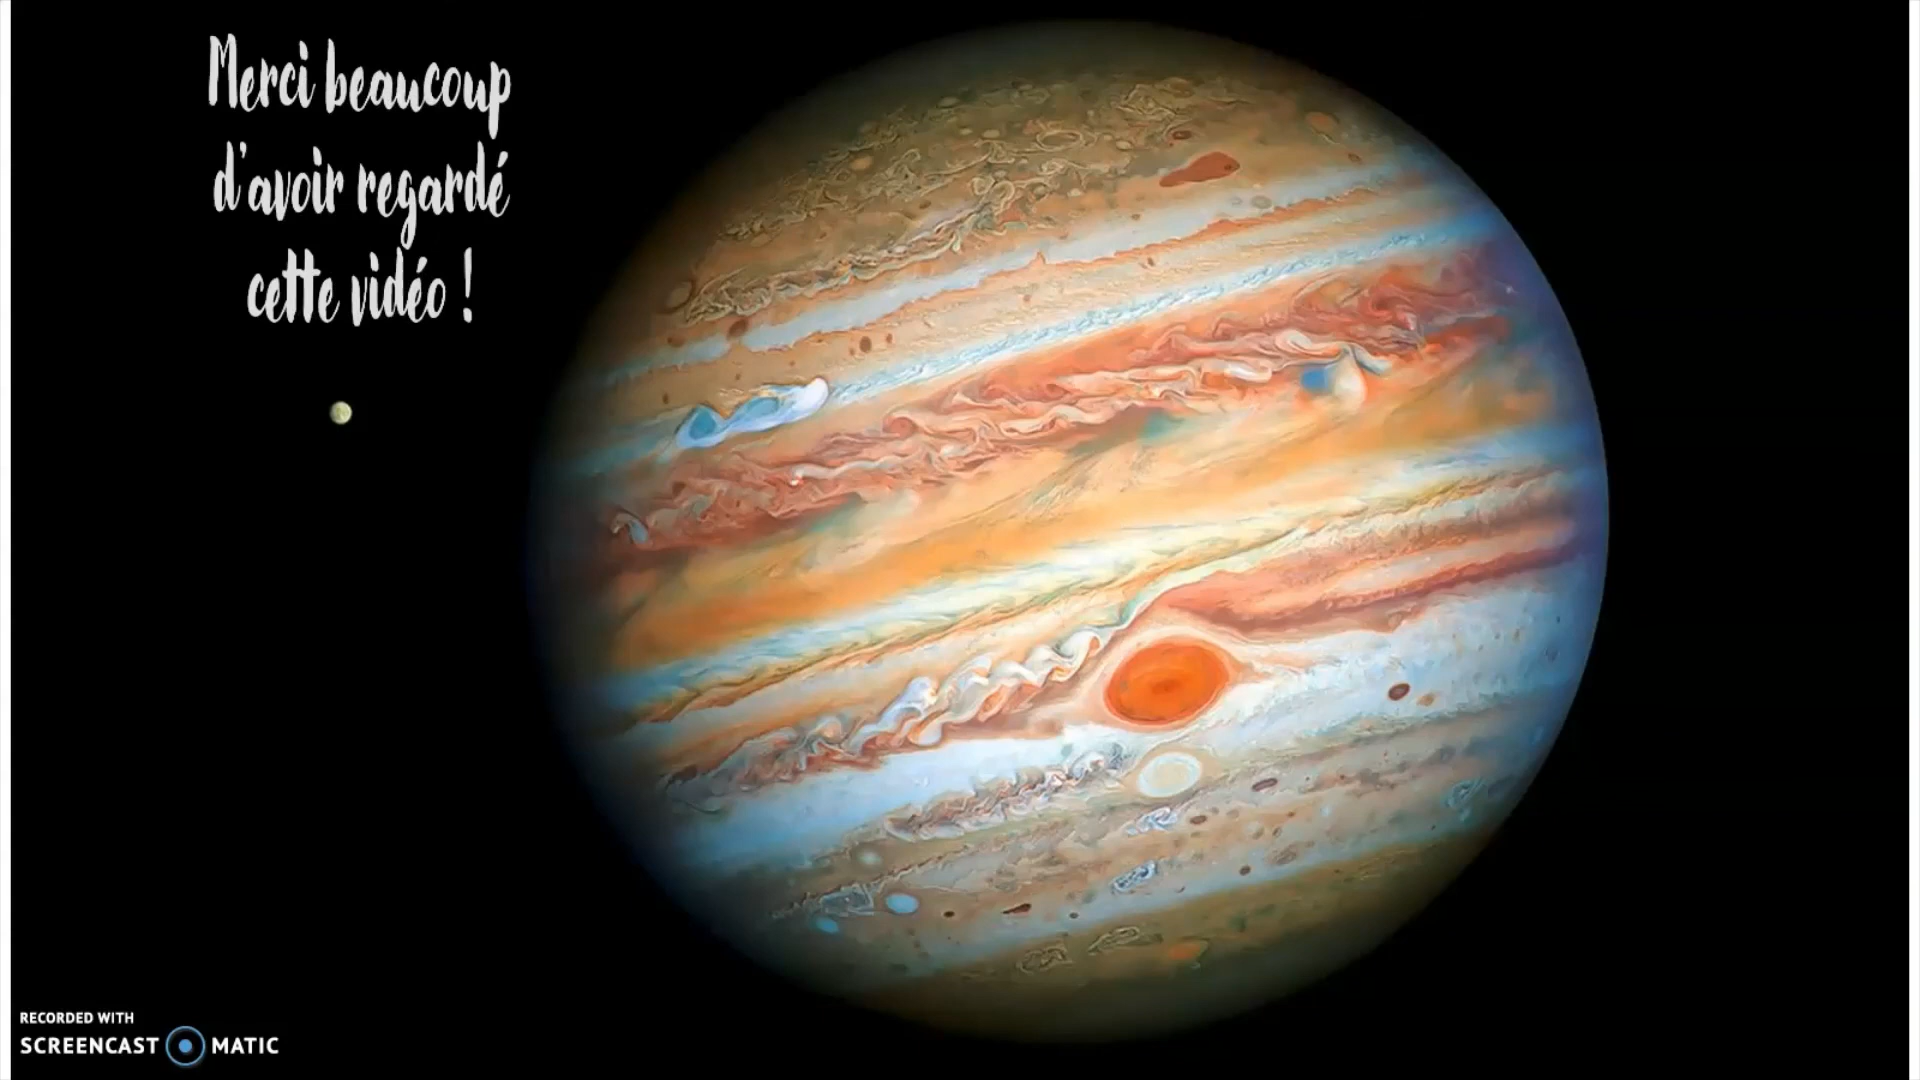 Merci beaucoup
d'avoir regardé
cette vidéo !
RECORDED WITH
SCREENCAST MATIC